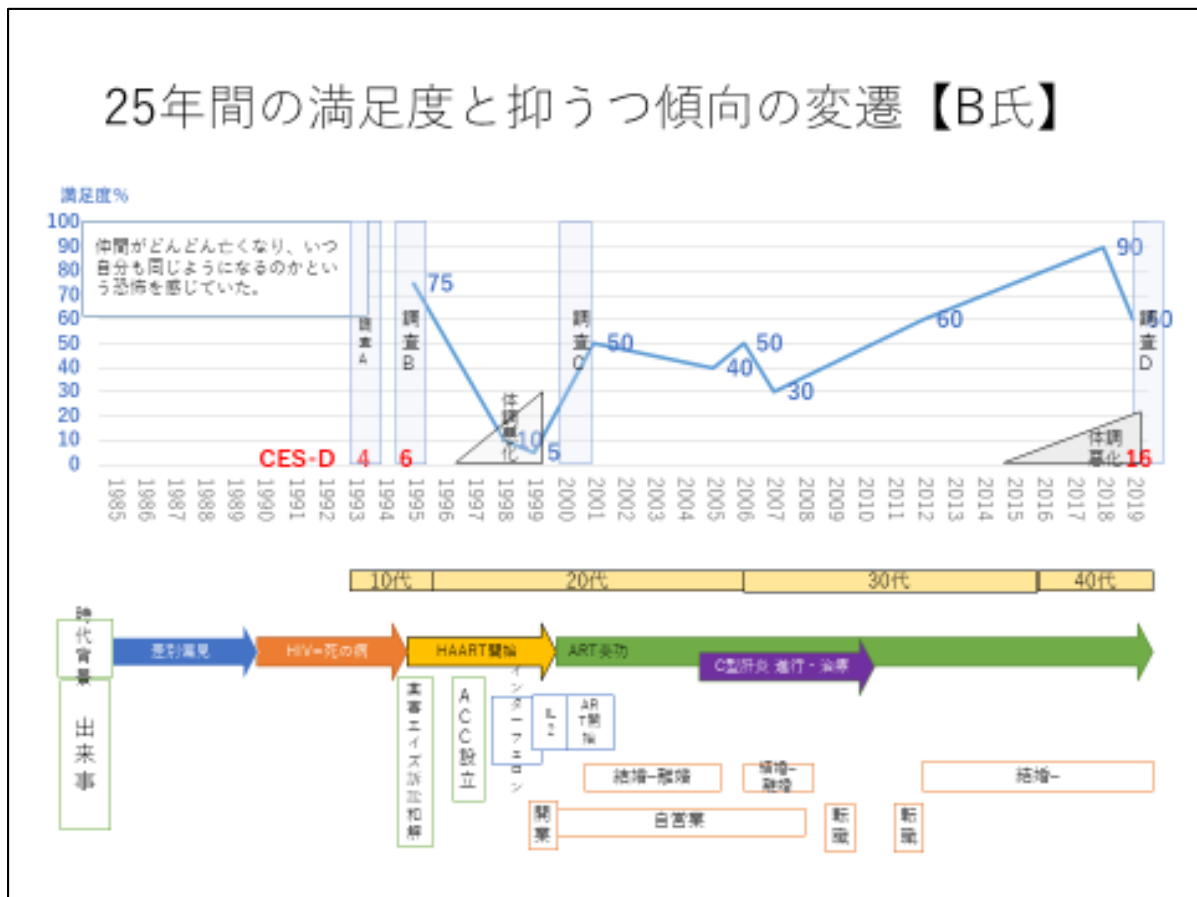 25年間の満足度と抑うつ傾向の変遷【B氏】
満足度%
100
90
80
70
60
50
40
30
20
10
0
仲間がどんどん亡くなり、いつ
自分も同じようになるのかとい
う恐怖を感じていた。
調査A
調査B
調査C
調査D
75
10
5
50
40
50
30
60
90
60
体調悪化
体調
悪化
CES-D
4
6
16
1985
1986
1987
1988
1989
1990
1991
1992
1993
1994
1995
1996
1997
1998
1999
2000
2001
2002
2003
2004
2005
2006
2007
2008
2009
2010
2011
2012
2013
2014
2015
2016
2017
2018
2019
10代
20代
30代
40代
時代背景
差別偏見
HIV=死の病
HAART開始
ART奏功
C型肝炎 進行・治療
出来事
薬害エイズ訴訟和解
ACC設立
インターフェロン
IL2
AR
T開
始
結婚–離婚
結婚–
離婚
結婚–
開業
自営業
転職
転職